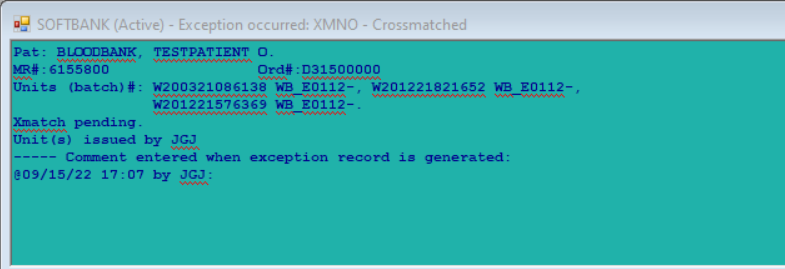 SOFTBANK (Active) - Exception occurred: XMNO - Crossmatched
Pat: BLOODBANK, TESTPATIENT O.
MR#:6155800 Ord#:D31500000
Units (batch)#: W200321086138 WB_E0112-, W201221821652 WB_E0112-,
W201221576369 WB_E0112-.
Xmatch pending.
Unit(s) issued by JGJ
----- Comment entered when exception record is generated:
@09/15/22 17:07 by JGJ: